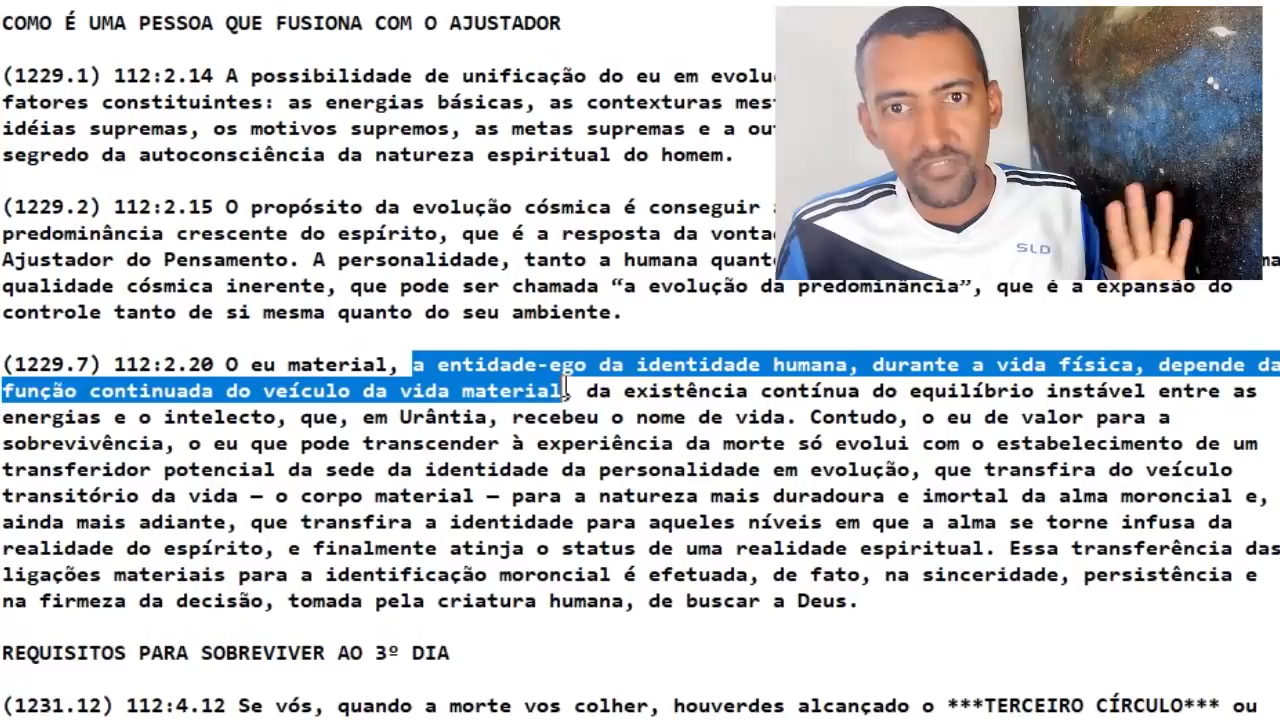 COMO É UMA PESSOA QUE FUSIONA COM O AJUSTADOR
(1229.1) 112:2.14 A possibilidade de unificação do eu em
fatores constituintes: as energias básicas, as contexturas
idéias supremas, os motivos supremos, as metas supremas e a
segredo da autoconsciência da natureza espiritual do homem.
(1229.2) 112:2.15 O propósito da evolução cósmica é conseguir
predominância crescente do espírito, que é a resposta da
Ajustador do Pensamento. A personalidade, tanto a humana
qualidade cósmica inerente, que pode ser chamada “a evolução da predominância”, que é a expansão do
controle tanto de si mesma quanto do seu ambiente.
(1229.7) 112:2.20 O eu material, a entidade-ego da identidade humana, durante a vida física, depende da
função continuada do veículo da vida material, da existência contínua do equilíbrio instável entre as
energias e o intelecto, que, em Urântia, recebeu o nome de vida. Contudo, o eu de valor para a
sobrevivência, o eu que pode transcender à experiência da morte só evolui com o estabelecimento de um
transferidor potencial da sede da identidade da personalidade em evolução, que transfira do veículo
transitório da vida — o corpo material — para a natureza mais duradoura e imortal da alma moroncial e,
ainda mais adiante, que transfira a identidade para aqueles níveis em que a alma se torne infusa da
realidade do espírito, e finalmente atinja o status de uma realidade espiritual. Essa transferência das
ligações materiais para a identificação moroncial é efetuada, de fato, na sinceridade, persistência e
na firmeza da decisão, tomada pela criatura humana, de buscar a Deus.
REQUISITOS PARA SOBREVIVER AO 3º DIA
(1231.12) 112:4.12 Se vós, quando a morte vos colher, houverdes alcançado o ***TERCEIRO CÍRCULO*** ou
SLD